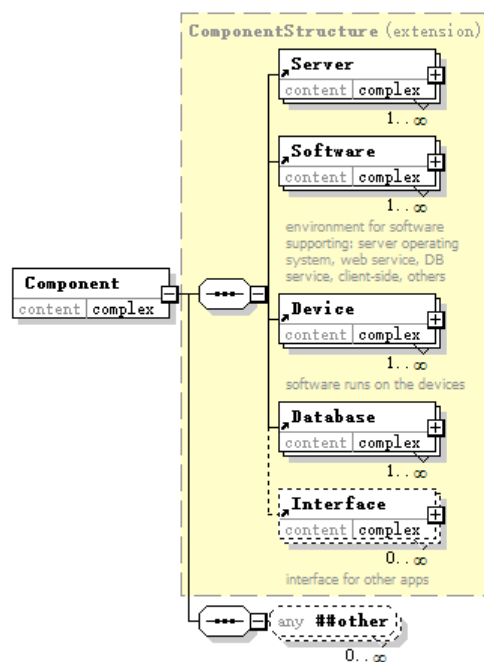 ComponentStructure (extension)
Server
content complex
1..∞
Software
content complex
1..∞
environment for software
supporting: server operating
system, web service, DB
service, client-side, others
Component
content complex
Device
content complex
1..∞
software runs on the devices
Database
content complex
1..∞
Interface
content complex
0..∞
interface for other apps
any ##other
0..∞